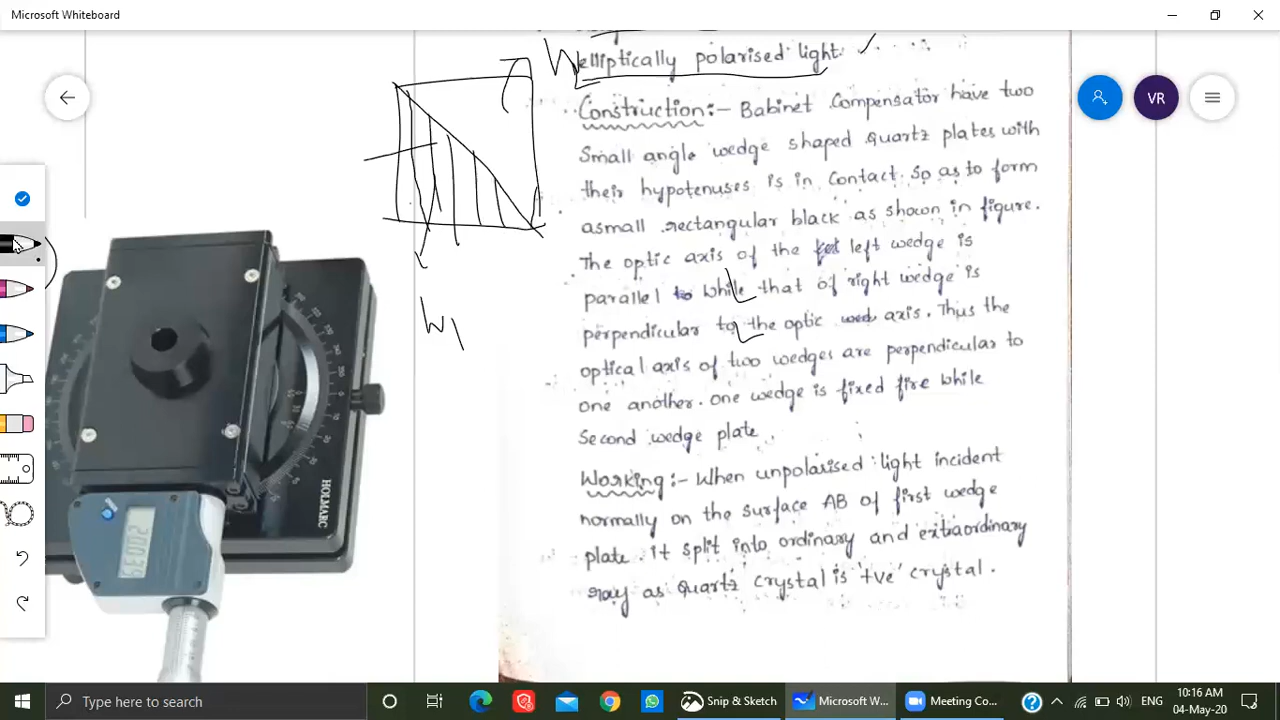 Microsoft Whiteboard
elliptically polarised light.
VR
Construction:- Babinet Compensator have two
Small angle wedge shaped Quartz plates with
their hypotenuses is in Contact so as to form
asmall rectangular black as shown in figure.
The optic axis of the left wedge is
parallel to while that of right wedge is
perpendicular to the optic axis. Thus the
W1
optical axis of two wedges are perpendicular to
one another. one wedge is fixed fire while
Second wedge plate
Working:- When unpolarised light incident
normally on the surface AB of first wedge
plate. it split into ordinary and extraordinary
ray as Quartz crystal is '+ve' crystal.
HOLMARC
Type here to search
Snip & Sketch
Microsoft W...
Meeting Co...
ENG
10:16 AM
04-May-20